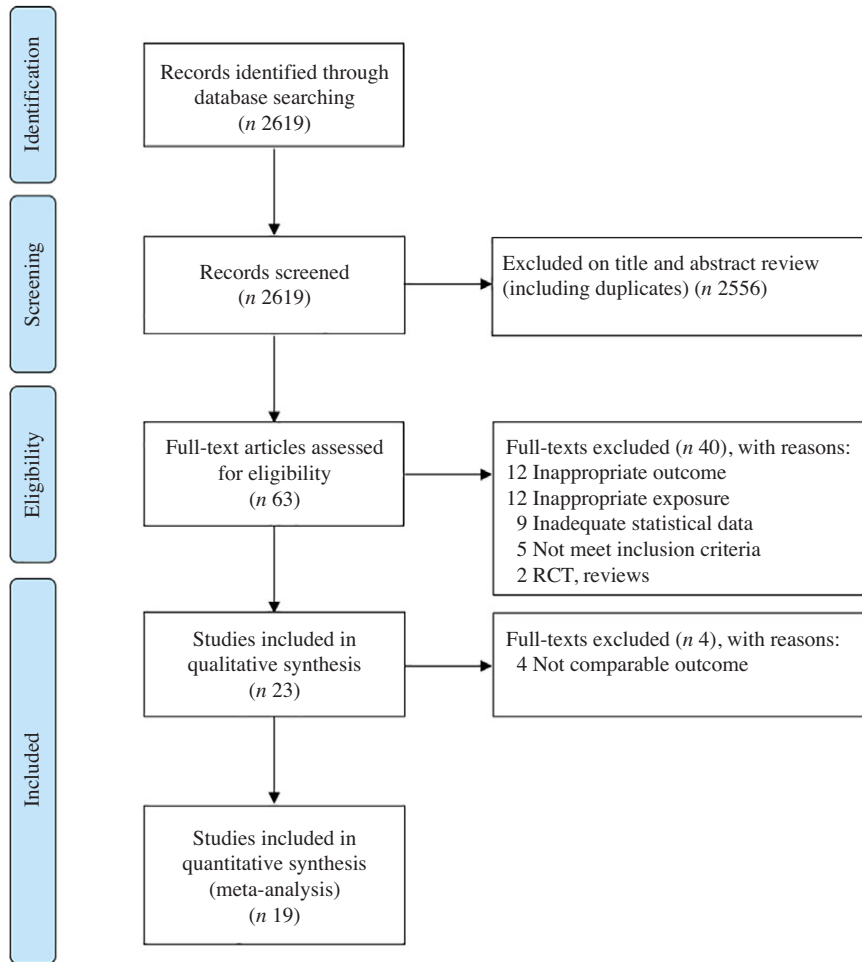 Identification
Records identified through
database searching
(n 2619)
Screening
Records screened
(n 2619)
Excluded on title and abstract review
(including duplicates) (n 2556)
Eligibility
Full-text articles assessed
for eligibility
(n 63)
Full-texts excluded (n 40), with reasons:
12 Inappropriate outcome
12 Inappropriate exposure
9 Inadequate statistical data
5 Not meet inclusion criteria
2 RCT, reviews
Included
Studies included in
qualitative synthesis
(n 23)
Full-texts excluded (n 4), with reasons:
4 Not comparable outcome
Studies included in
quantitative synthesis
(meta-analysis)
(n 19)